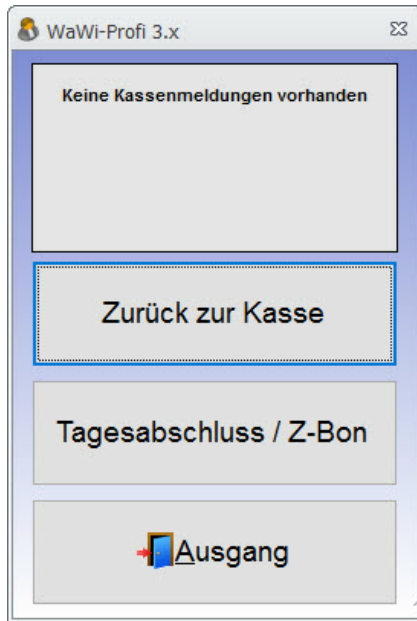 WaWi-Profi 3.x
Keine Kassenmeldungen vorhanden
Zurück zur Kasse
Tagesabschluss / Z-Bon
Ausgang